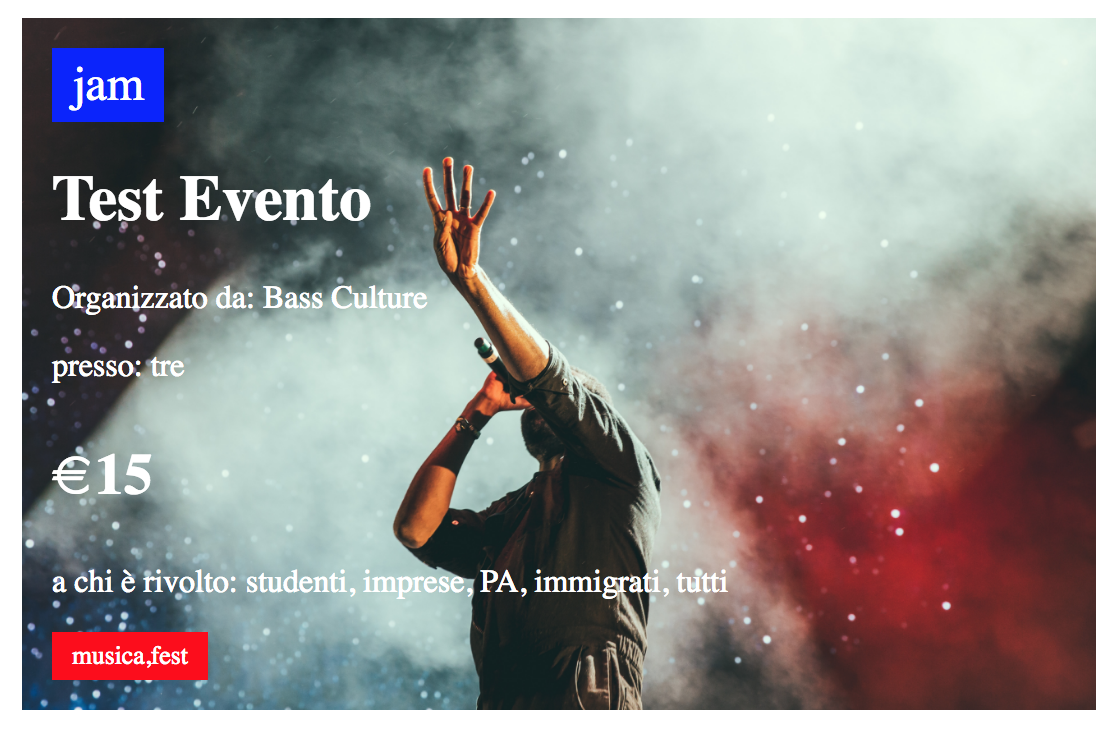 jam
Test Evento
Organizzato da: Bass Culture
presso: tre
€15
a chi è rivolto: studenti, imprese, PA, immigrati, tutti
musica,fest